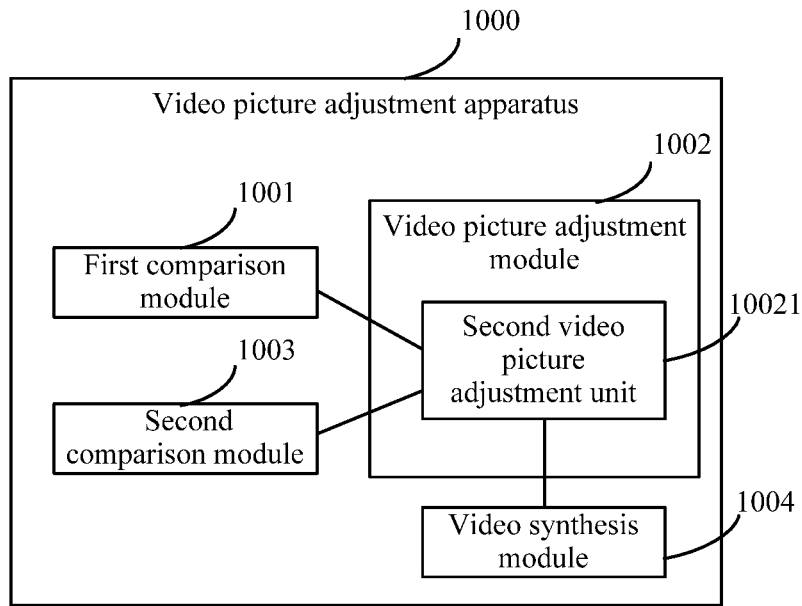 1000
Video picture adjustment apparatus
1002
1001
Video picture adjustment
module
First comparison
module
10021
Second video
picture
adjustment unit
1003
Second
comparison module
1004
Video synthesis
module